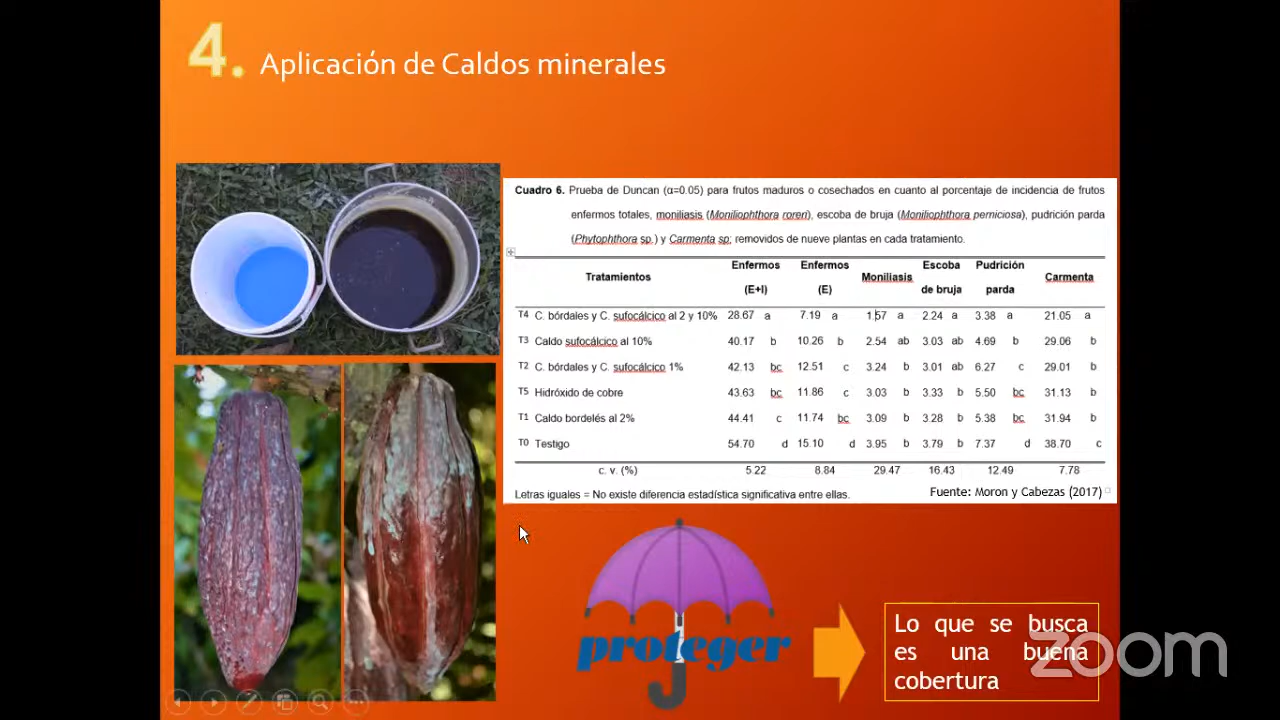 4. Aplicación de Caldos minerales
Cuadro 6. Prueba de Duncan (α=0.05) para frutos maduros o cosechados en cuanto al porcentaje de incidencia de frutos
enfermos totales, moniliasis (Moniliophthora roreri), escoba de bruja (Moniliophthora perniciosa), pudrición parda
(Phytophthora sp.) y Carmenta sp; removidos de nueve plantas en cada tratamiento.
Tratamientos Enfermos (E+I) Enfermos (E) Moniliasis Escoba de bruja Pudrición parda Carmenta
T4 C. bórdales y C. sufocálcico al 2 y 10% 28.67 a 7.19 a 1.57 a 2.24 a 3.38 a 21.05 a
T3 Caldo sufocálcico al 10% 40.17 b 10.26 b 2.54 ab 3.03 ab 4.69 b 29.06 b
T2 C. bórdales y C. sufocálcico 1% 42.13 bc 12.51 c 3.24 b 3.01 ab 6.27 c 29.01 b
T5 Hidróxido de cobre 43.63 bc 11.86 c 3.03 b 3.33 b 5.50 bc 31.13 b
T1 Caldo bordelés al 2% 44.41 c 11.74 bc 3.09 b 3.28 b 5.38 bc 31.94 b
T0 Testigo 54.70 d 15.10 d 3.95 b 3.79 b 7.37 d 38.70 c
c. v. (%) 5.22 8.84 29.47 16.43 12.49 7.78
Letras iguales = No existe diferencia estadística significativa entre ellas.
Fuente: Moron y Cabezas (2017)
proteger
Lo que se busca
es una buena
cobertura
zoom